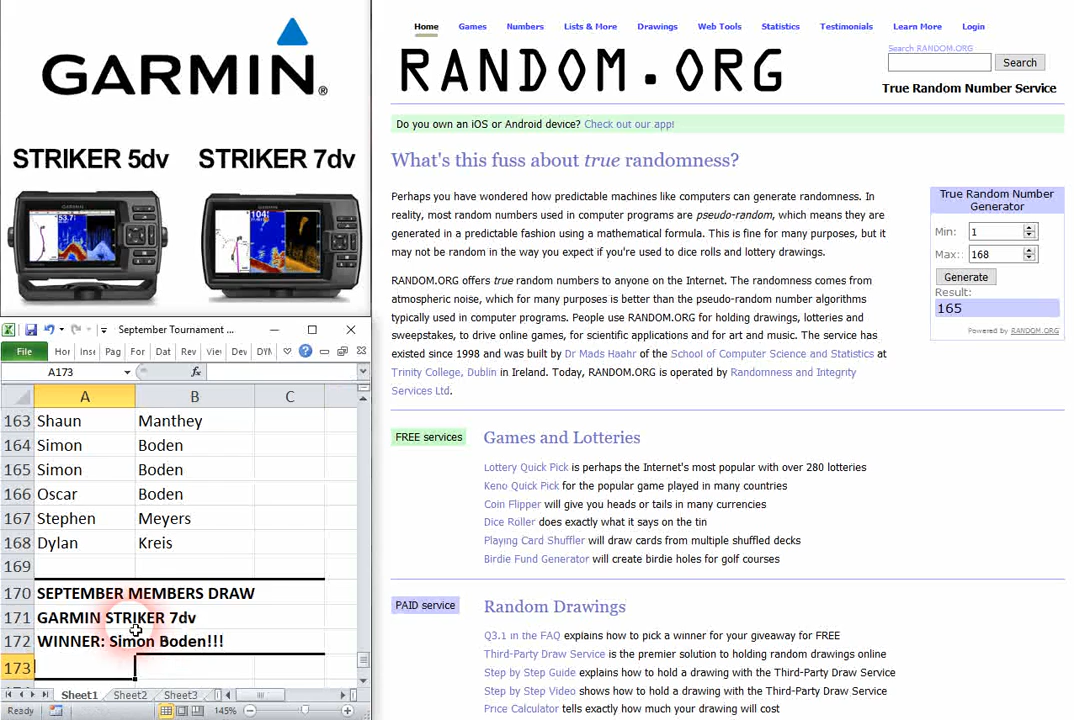 GARMIN®
STRIKER 5dv STRIKER 7dv
September Tournament ...
File Hor Inse Pag For Dat Rev Viev Dev DYN
A173 fx
A B C
163 Shaun Manthey
164 Simon Boden
165 Simon Boden
166 Oscar Boden
167 Stephen Meyers
168 Dylan Kreis
169
170 SEPTEMBER MEMBERS DRAW
171 GARMIN STRIKER 7dv
172 WINNER: Simon Boden!!!
173
Sheet1 Sheet2 Sheet3
Ready 145%
Home Games Numbers Lists & More Drawings Web Tools Statistics Testimonials Learn More Login
RANDOM.ORG
Search RANDOM.ORG
Search
True Random Number Service
Do you own an iOS or Android device? Check out our app!
What's this fuss about true randomness?
Perhaps you have wondered how predictable machines like computers can generate randomness. In
reality, most random numbers used in computer programs are pseudo-random, which means they are
generated in a predictable fashion using a mathematical formula. This is fine for many purposes, but it
may not be random in the way you expect if you're used to dice rolls and lottery drawings.
RANDOM.ORG offers true random numbers to anyone on the Internet. The randomness comes from
atmospheric noise, which for many purposes is better than the pseudo-random number algorithms
typically used in computer programs. People use RANDOM.ORG for holding drawings, lotteries and
sweepstakes, to drive online games, for scientific applications and for art and music. The service has
existed since 1998 and was built by Dr Mads Haahr of the School of Computer Science and Statistics at
Trinity College, Dublin in Ireland. Today, RANDOM.ORG is operated by Randomness and Integrity
Services Ltd.
True Random Number
Generator
Min: 1
Max: 168
Generate
Result:
165
Powered by RANDOM.ORG
FREE services Games and Lotteries
Lottery Quick Pick is perhaps the Internet's most popular with over 280 lotteries
Keno Quick Pick for the popular game played in many countries
Coin Flipper will give you heads or tails in many currencies
Dice Roller does exactly what it says on the tin
Playing Card Shuffler will draw cards from multiple shuffled decks
Birdie Fund Generator will create birdie holes for golf courses
PAID service Random Drawings
Q3.1 in the FAQ explains how to pick a winner for your giveaway for FREE
Third-Party Draw Service is the premier solution to holding random drawings online
Step by Step Guide explains how to hold a drawing with the Third-Party Draw Service
Step by Step Video shows how to hold a drawing with the Third-Party Draw Service
Price Calculator tells exactly how much your drawing will cost